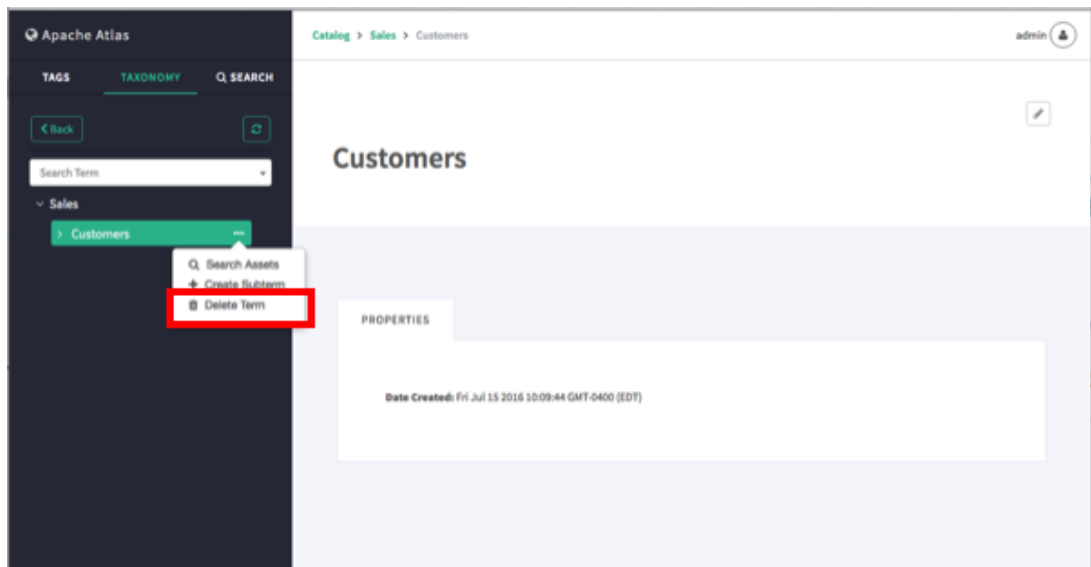 Apache Atlas
Catalog > Sales > Customers
admin
TAGS TAXONOMY SEARCH
Back
Customers
Search Term
Sales
Customers
Search Assets
Create Subterm
Delete Term
PROPERTIES
Date Created: Fri Jul 15 2016 10:09:44 GMT-0400 (EDT)